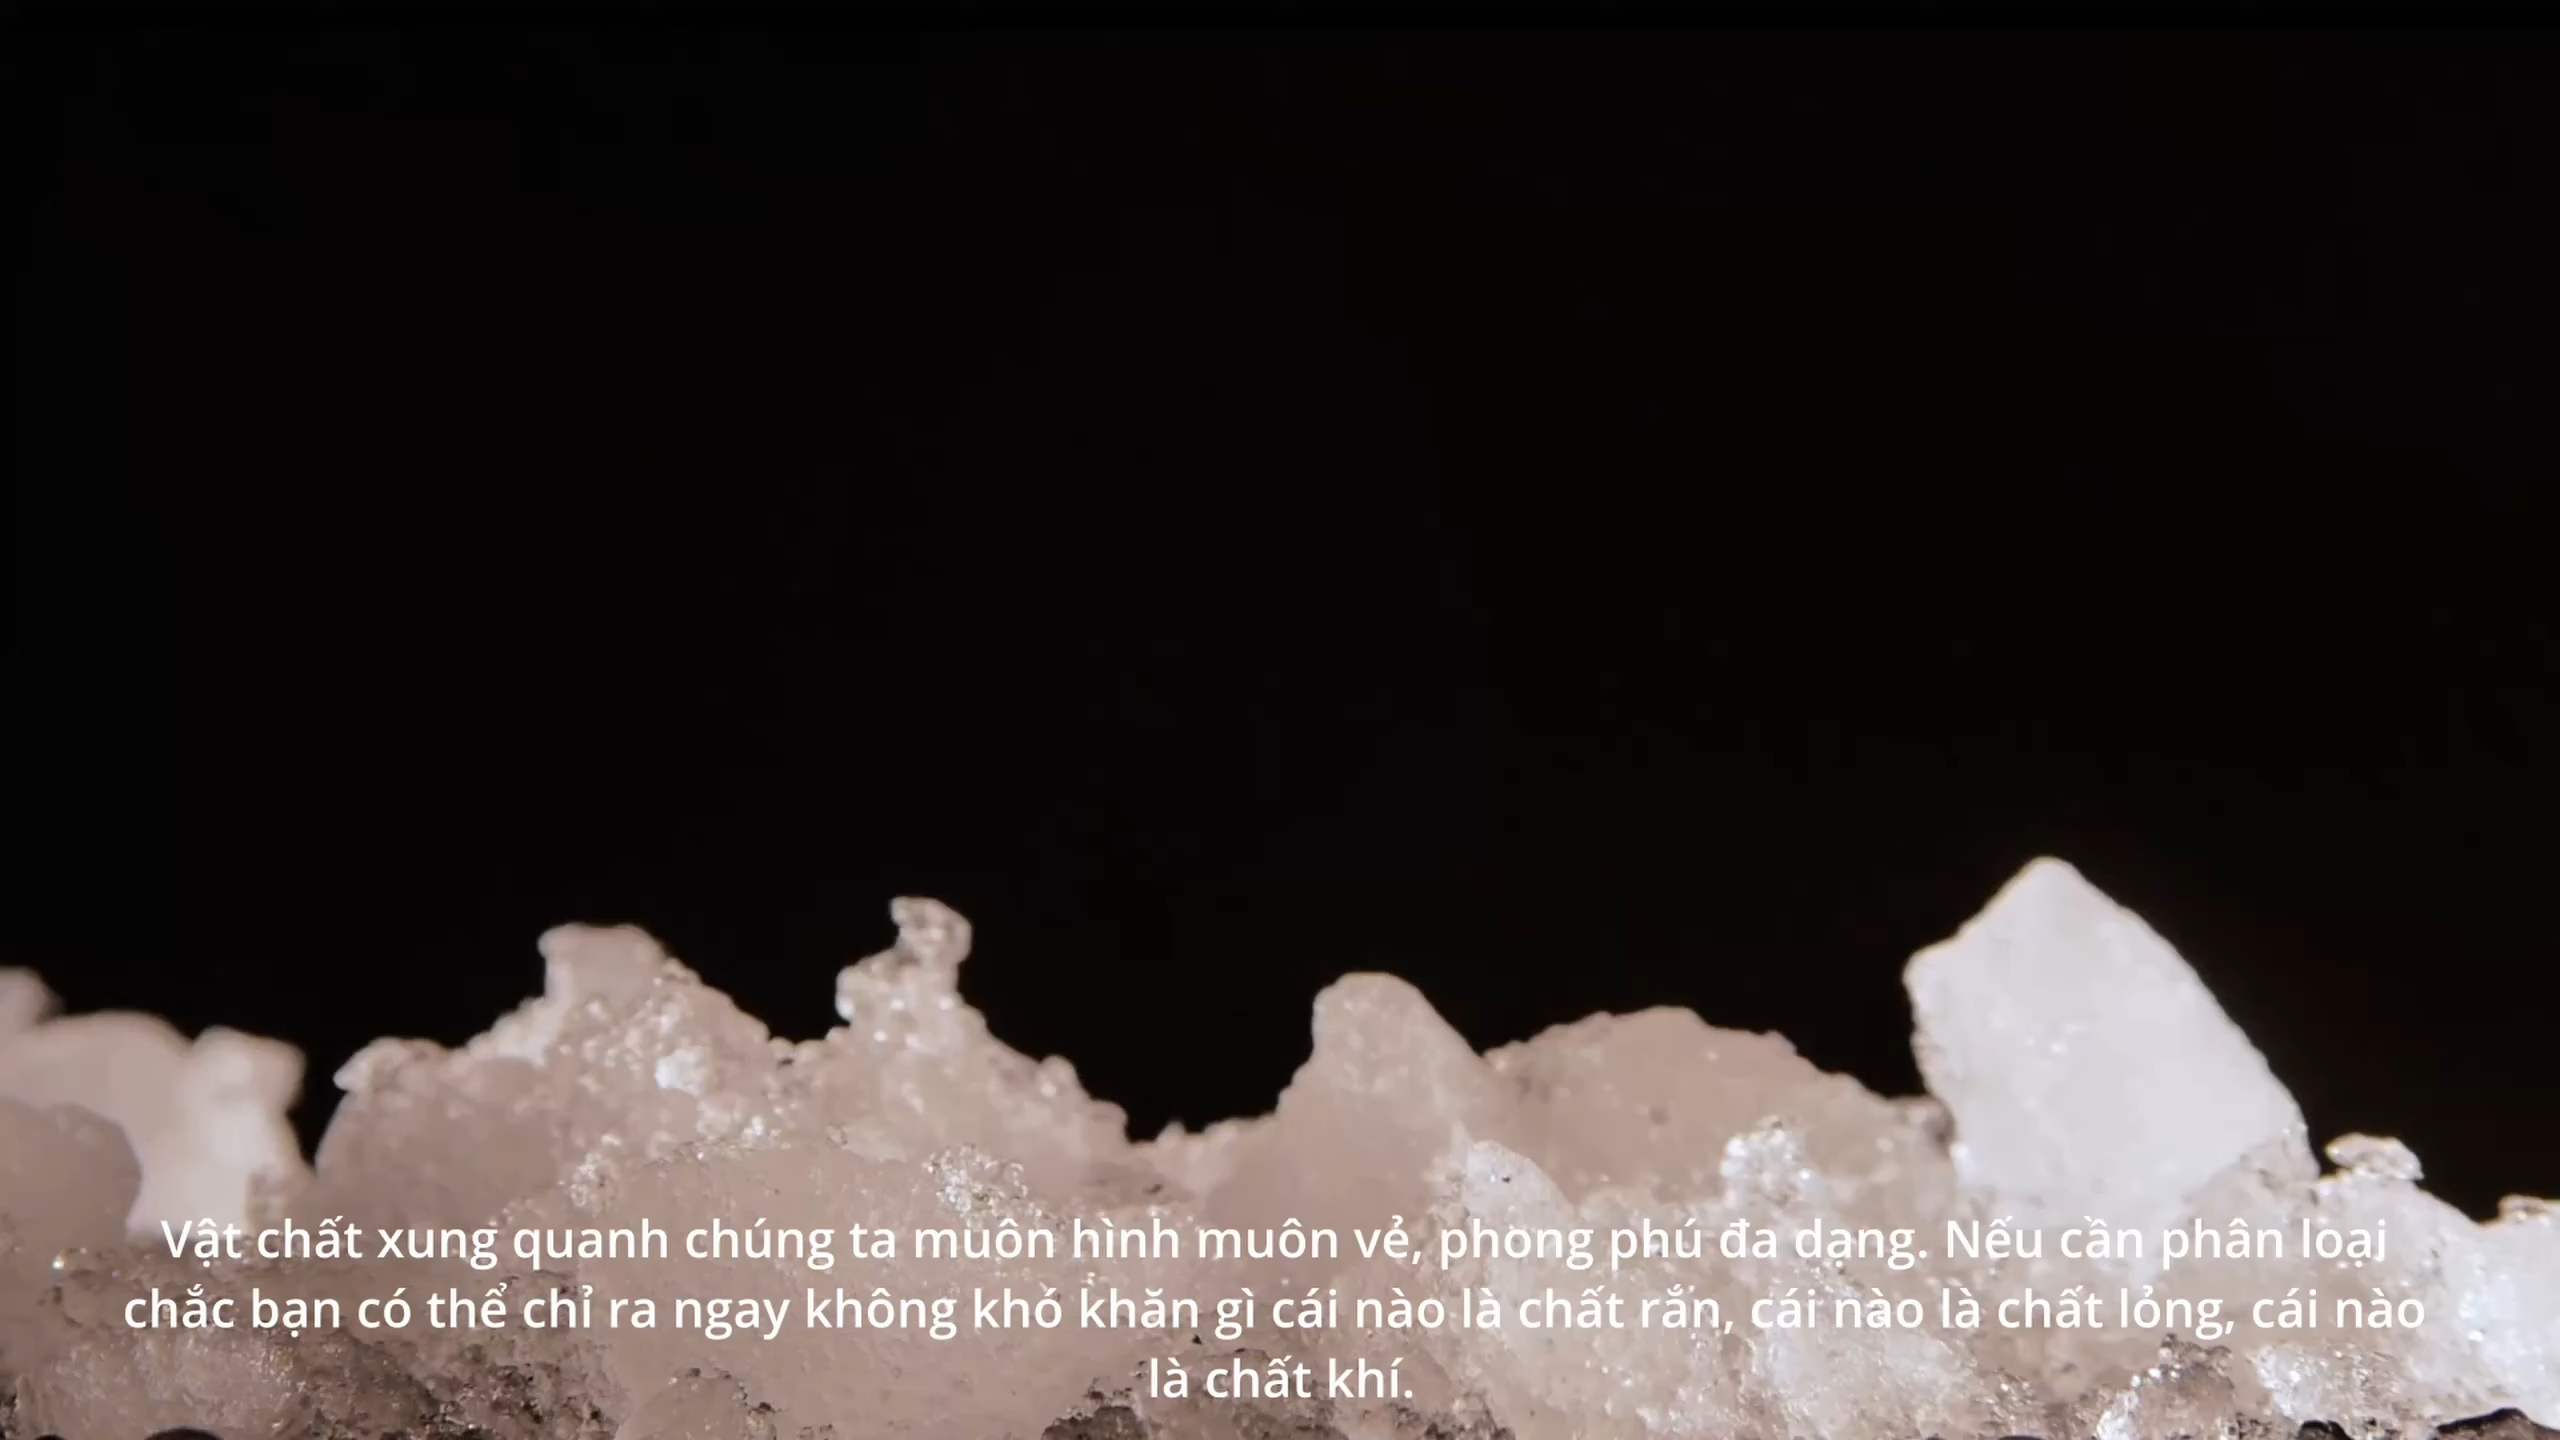 Vật chất xung quanh chúng ta muôn hình muôn vẻ, phong phú đa dạng. Nếu cần phân loại
chắc bạn có thể chỉ ra ngay không khó khăn gì cái nào là chất rắn, cái nào là chất lỏng, cái nào
là chất khí.